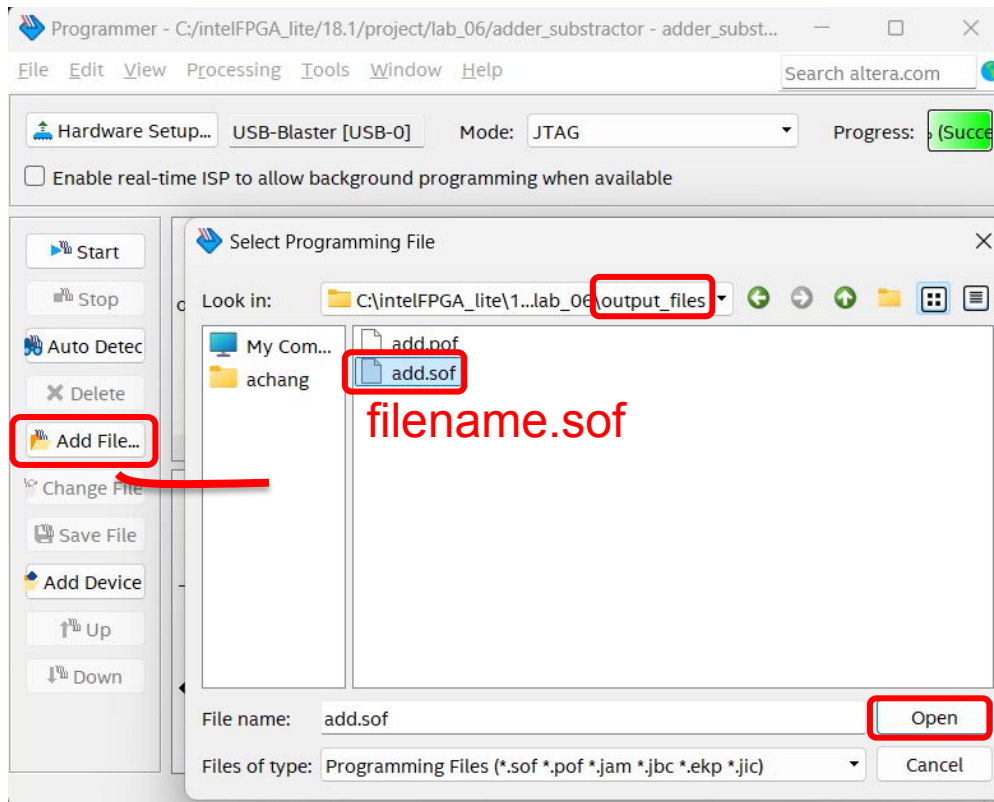 Programmer - C:/intelFPGA_lite/18.1/project/lab_06/adder_substractor - adder_subst...
File Edit View Processing Tools Window Help
Search altera.com
Hardware Setup... USB-Blaster [USB-0] Mode: JTAG Progress: (Succe
Enable real-time ISP to allow background programming when available
Start
Stop
Auto Detec
Delete
Add File...
Change File
Save File
Add Device
Up
Down
Select Programming File
Look in: C:\intelFPGA_lite\1...lab_06\output_files
My Com...
achang
add.pof
add.sof
filename.sof
File name: add.sof Open
Files of type: Programming Files (*.sof *.pof *.jam *.jbc *.ekp *.jic) Cancel